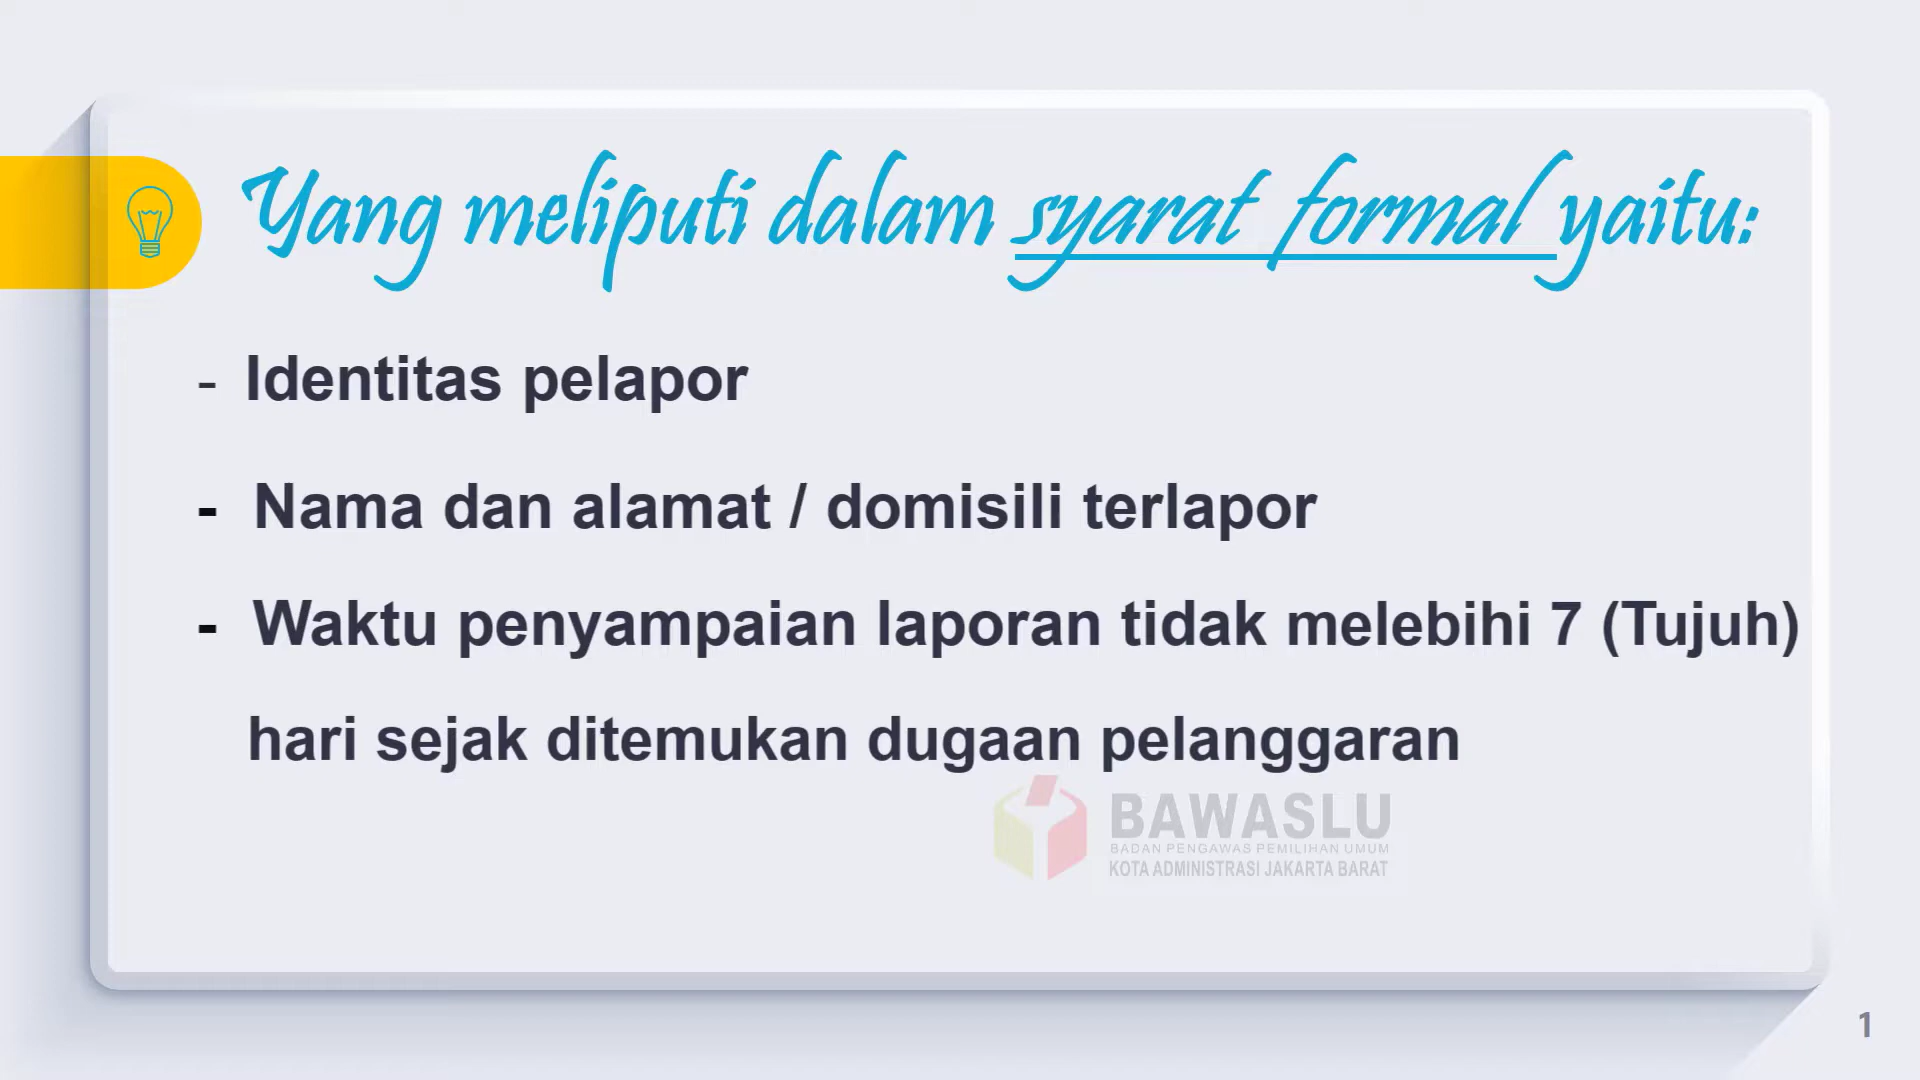 Yang meliputi dalam syarat formal yaitu:
- Identitas pelapor
- Nama dan alamat / domisili terlapor
- Waktu penyampaian laporan tidak melebihi 7 (Tujuh)
hari sejak ditemukan dugaan pelanggaran
BAWASLU
BADAN PENGAWAS PEMILIHAN UMUM
KOTA ADMINISTRASI JAKARTA BARAT
1